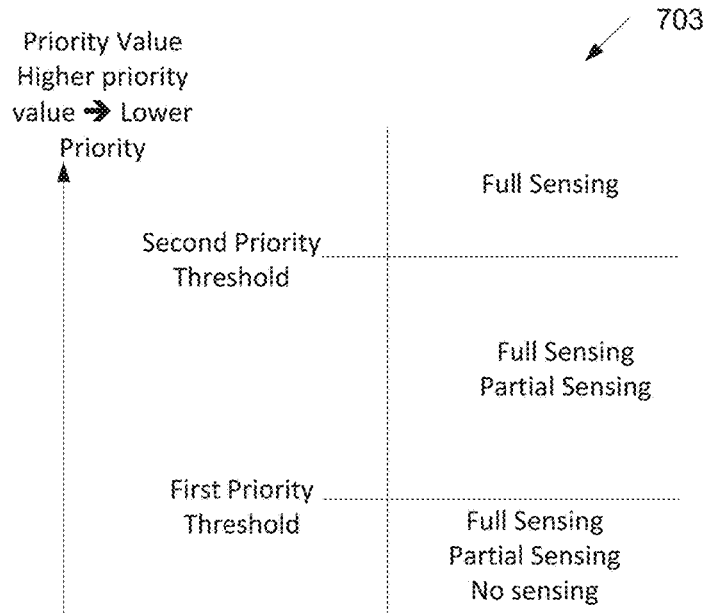 703
Priority Value
Higher priority
value ➔ Lower
Priority
Full Sensing
Second Priority
Threshold
Full Sensing
Partial Sensing
First Priority
Threshold
Full Sensing
Partial Sensing
No sensing